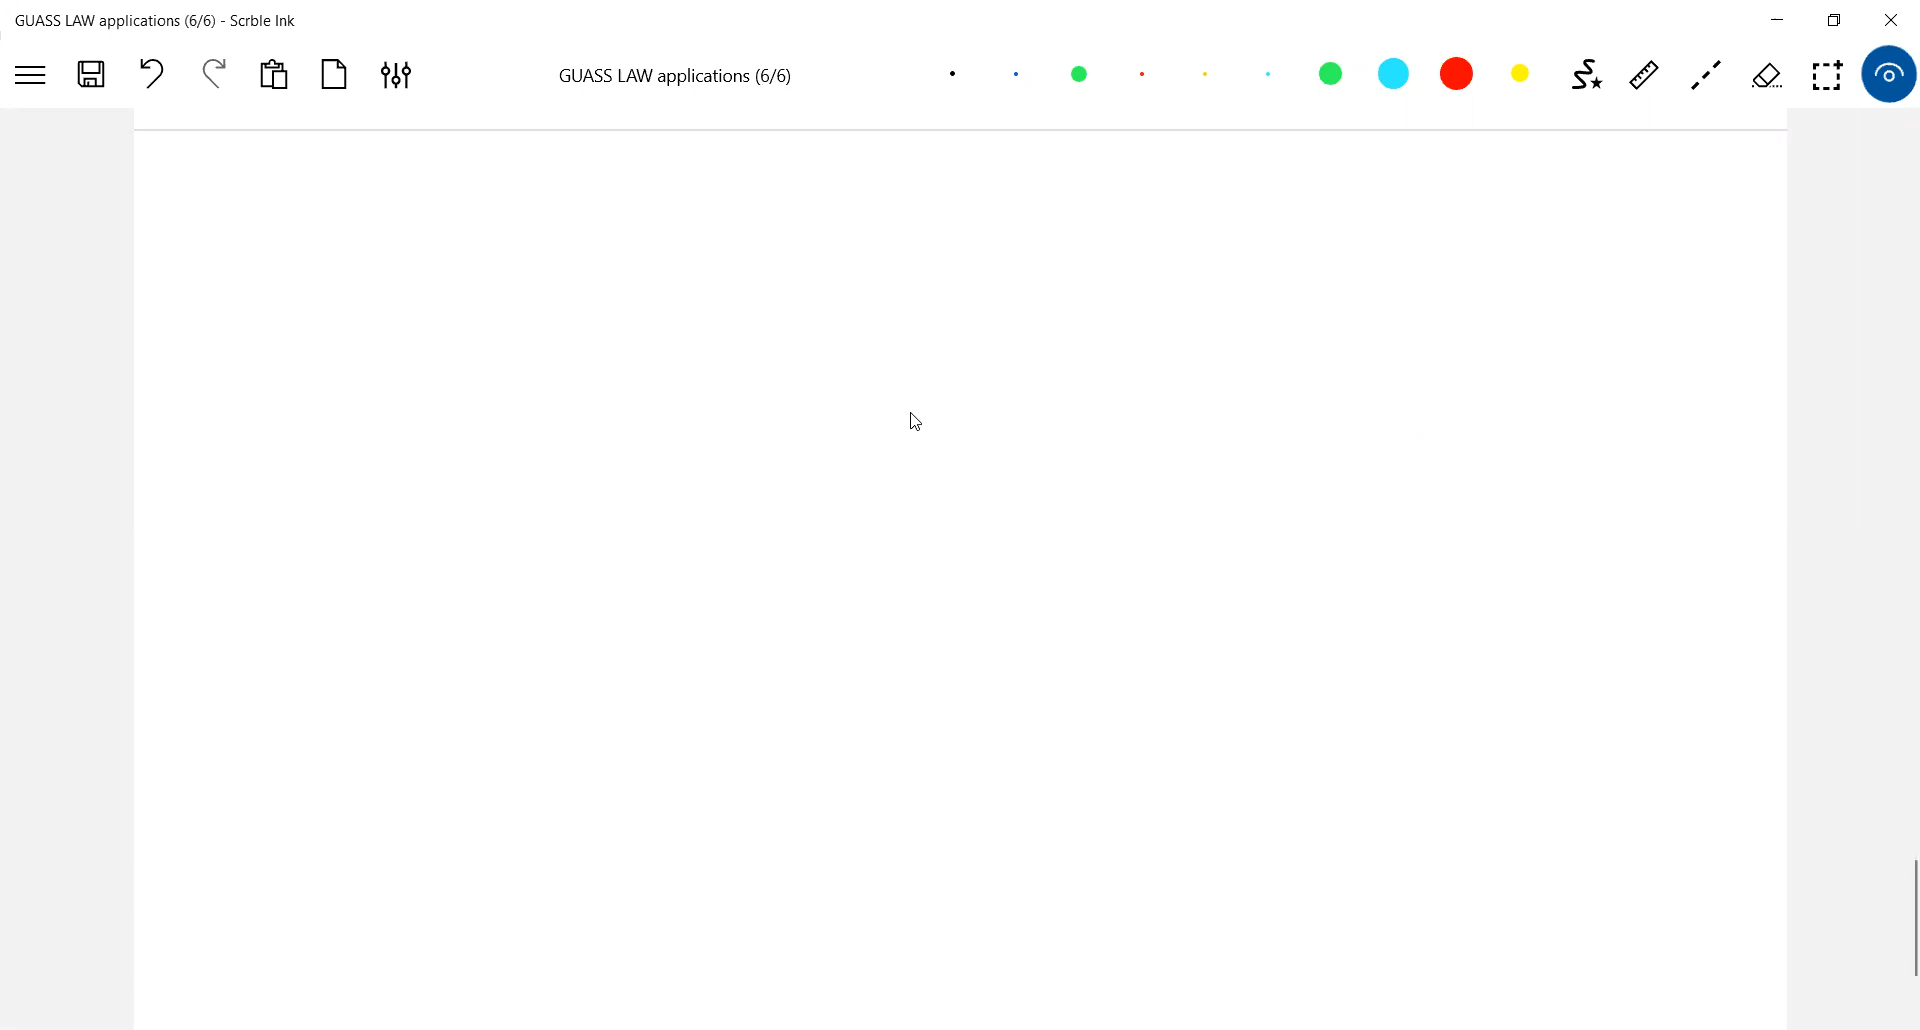 GUASS LAW applications (6/6) - Scrble Ink
GUASS LAW applications (6/6)